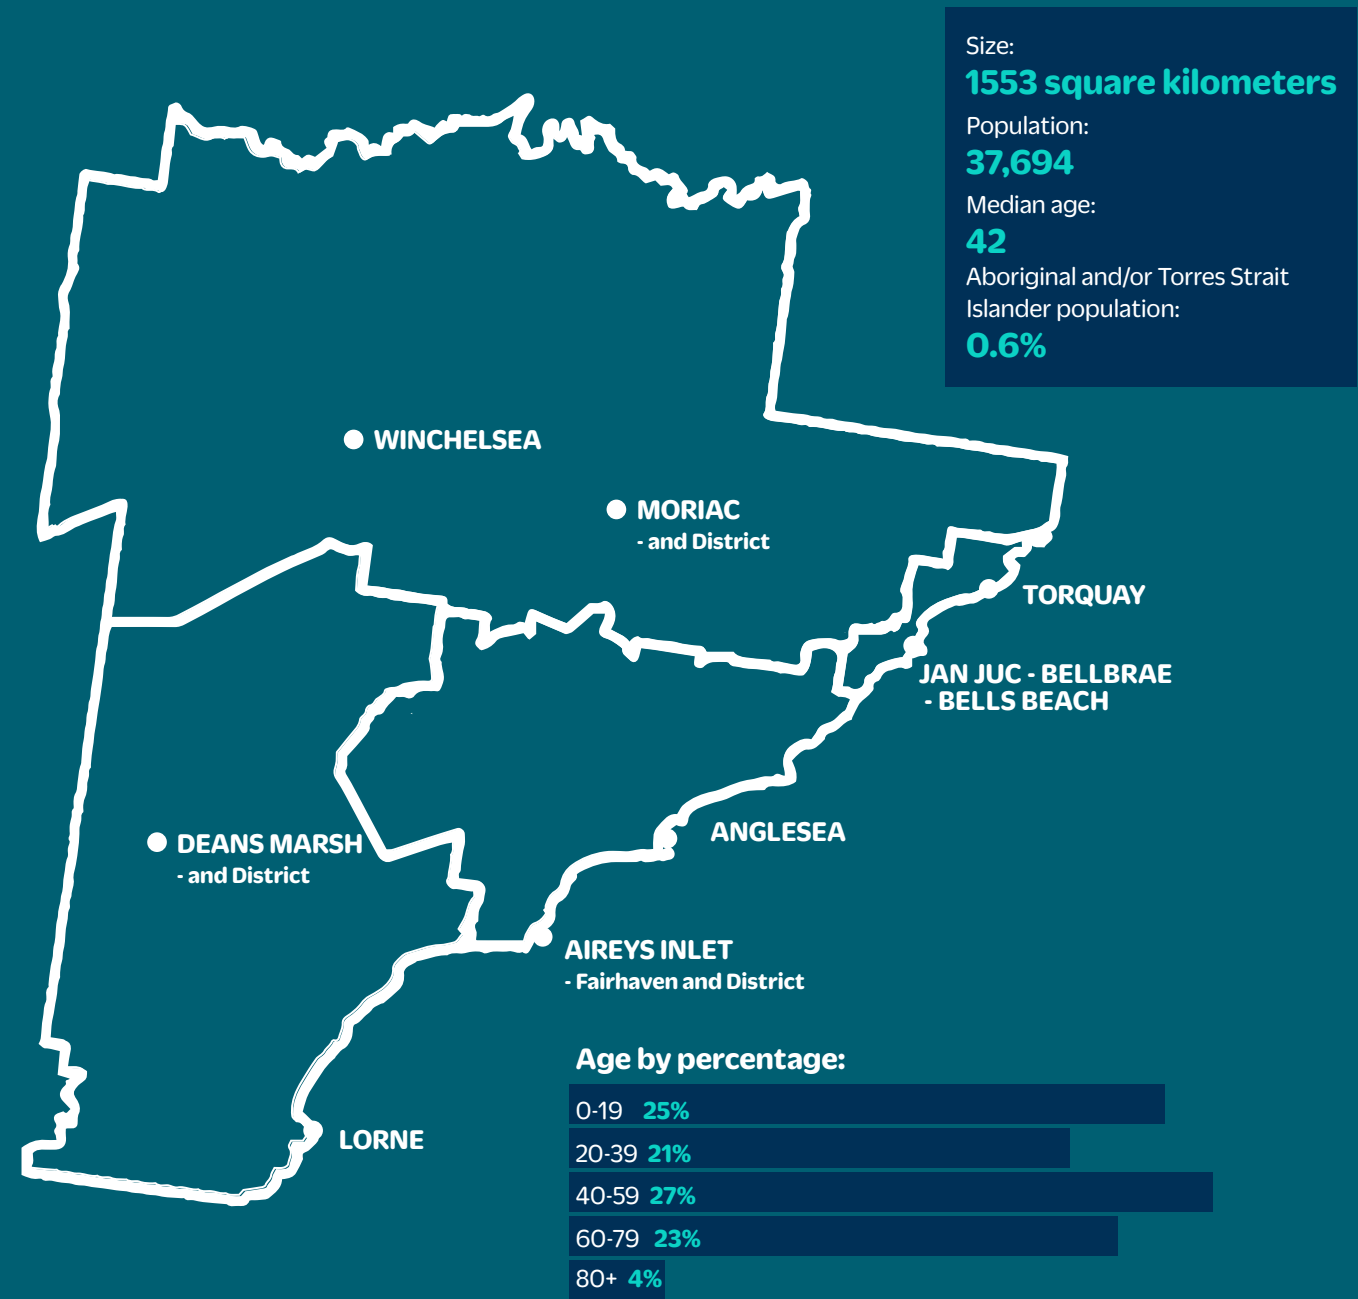 Size:
1553 square kilometers
Population:
37,694
Median age:
42
Aboriginal and/or Torres Strait
Islander population:
0.6%
WINCHELSEA
MORIAC
- and District
TORQUAY
JAN JUC - BELLBRAE
- BELLS BEACH
ANGLESEA
DEANS MARSH
- and District
AIREYS INLET
- Fairhaven and District
LORNE
Age by percentage:
0-19 25%
20-39 21%
40-59 27%
60-79 23%
80+ 4%